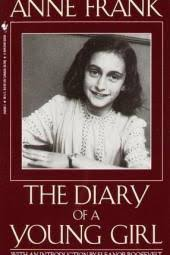 ANNE FRANK
THE DIARY
OF A
YOUNG GIRL
WITH AN INTRODUCTION BY ELEANOR ROOSEVELT